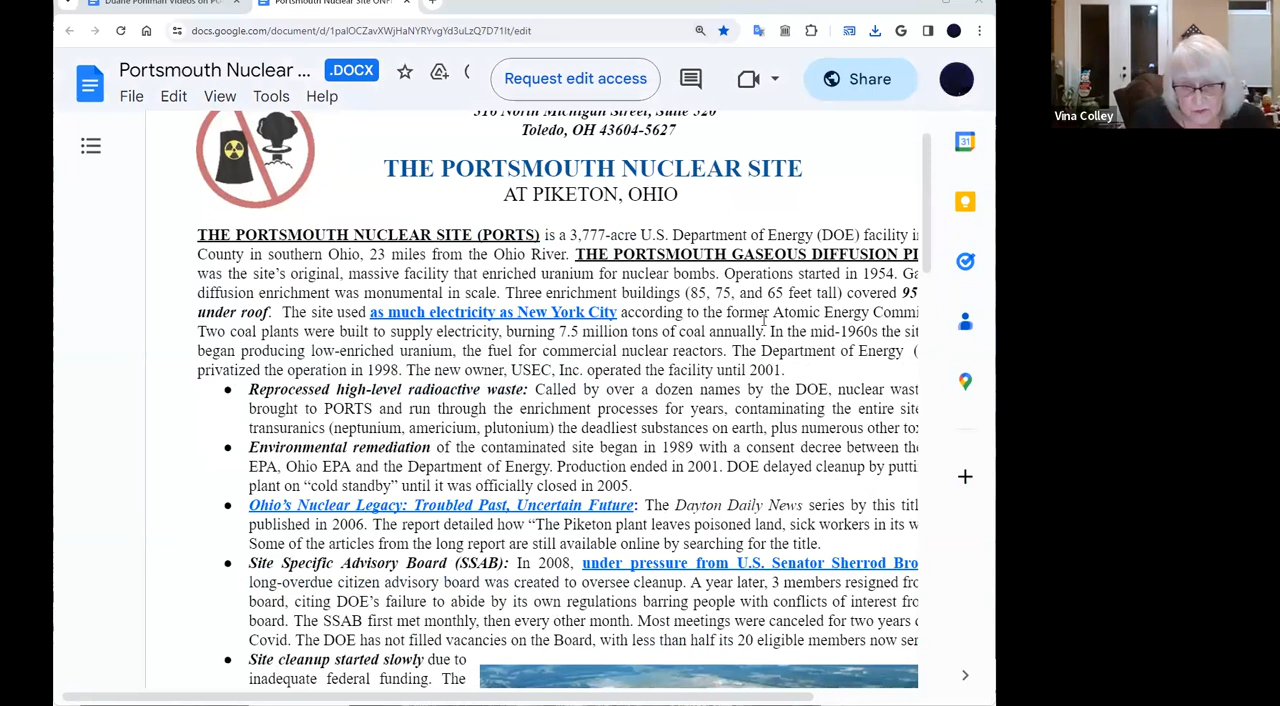 Duane Pohlman Videos on PO
Portsmouth Nuclear Site ONFN
docs.google.com/document/d/1paIOCZavXWjHaNYRYvgYd3uLzQ7D71It/edit
Portsmouth Nuclear ... .DOCX
Request edit access
Share
File Edit View Tools Help
Vina Colley
316 North Michigan Street, Suite 320
Toledo, OH 43604-5627
THE PORTSMOUTH NUCLEAR SITE
AT PIKETON, OHIO
THE PORTSMOUTH NUCLEAR SITE (PORTS) is a 3,777-acre U.S. Department of Energy (DOE) facility in
County in southern Ohio, 23 miles from the Ohio River. THE PORTSMOUTH GASEOUS DIFFUSION PL
was the site's original, massive facility that enriched uranium for nuclear bombs. Operations started in 1954. Ga
diffusion enrichment was monumental in scale. Three enrichment buildings (85, 75, and 65 feet tall) covered 95
under roof. The site used as much electricity as New York City according to the former Atomic Energy Commi
Two coal plants were built to supply electricity, burning 7.5 million tons of coal annually. In the mid-1960s the sit
began producing low-enriched uranium, the fuel for commercial nuclear reactors. The Department of Energy (
privatized the operation in 1998. The new owner, USEC, Inc. operated the facility until 2001.
● Reprocessed high-level radioactive waste: Called by over a dozen names by the DOE, nuclear wast
brought to PORTS and run through the enrichment processes for years, contaminating the entire site
transuranics (neptunium, americium, plutonium) the deadliest substances on earth, plus numerous other tox
● Environmental remediation of the contaminated site began in 1989 with a consent decree between the
EPA, Ohio EPA and the Department of Energy. Production ended in 2001. DOE delayed cleanup by putti
plant on “cold standby” until it was officially closed in 2005.
● Ohio's Nuclear Legacy: Troubled Past, Uncertain Future: The Dayton Daily News series by this titl
published in 2006. The report detailed how “The Piketon plant leaves poisoned land, sick workers in its w
Some of the articles from the long report are still available online by searching for the title.
● Site Specific Advisory Board (SSAB): In 2008, under pressure from U.S. Senator Sherrod Bro
long-overdue citizen advisory board was created to oversee cleanup. A year later, 3 members resigned fro
board, citing DOE's failure to abide by its own regulations barring people with conflicts of interest fro
board. The SSAB first met monthly, then every other month. Most meetings were canceled for two years d
Covid. The DOE has not filled vacancies on the Board, with less than half its 20 eligible members now ser
● Site cleanup started slowly due to
inadequate federal funding. The
31